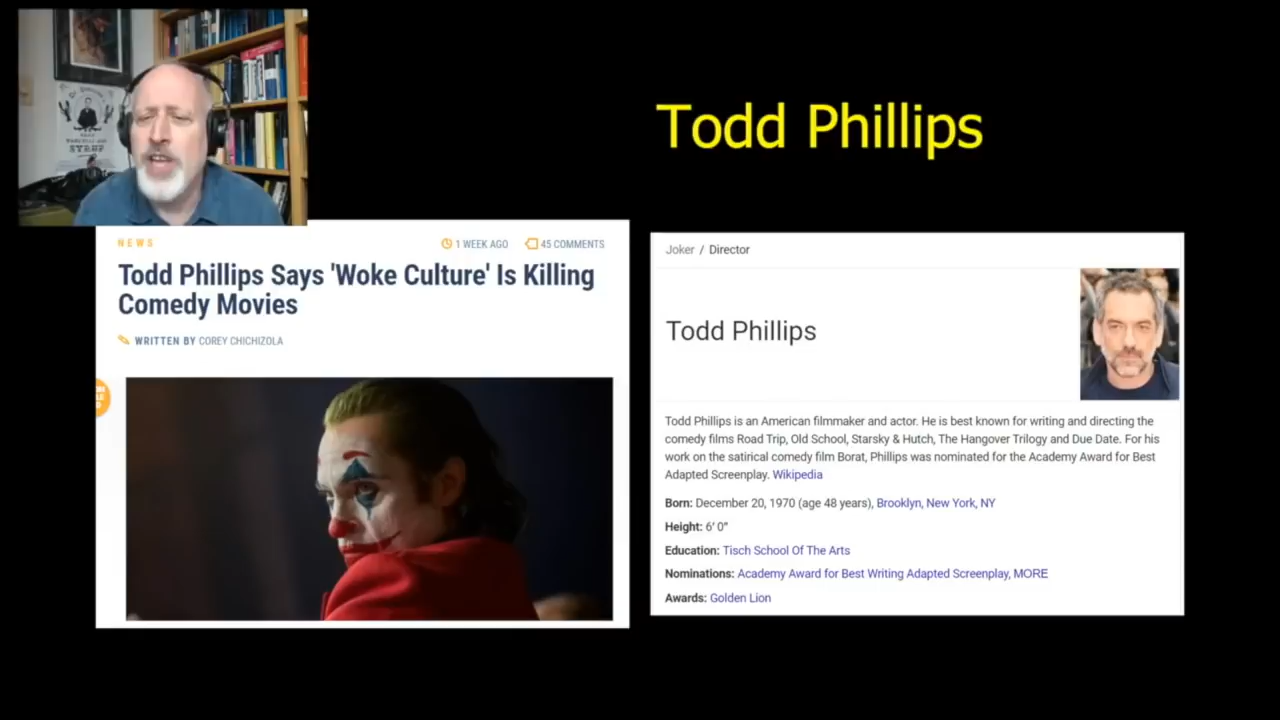 Todd Phillips
NEWS
1 WEEK AGO
45 COMMENTS
Todd Phillips Says 'Woke Culture' Is Killing
Comedy Movies
WRITTEN BY COREY CHICHIZOLA
Joker / Director
Todd Phillips
Todd Phillips is an American filmmaker and actor. He is best known for writing and directing the
comedy films Road Trip, Old School, Starsky & Hutch, The Hangover Trilogy and Due Date. For his
work on the satirical comedy film Borat, Phillips was nominated for the Academy Award for Best
Adapted Screenplay. Wikipedia
Born: December 20, 1970 (age 48 years), Brooklyn, New York, NY
Height: 6′ 0″
Education: Tisch School Of The Arts
Nominations: Academy Award for Best Writing Adapted Screenplay, MORE
Awards: Golden Lion
SYRUP